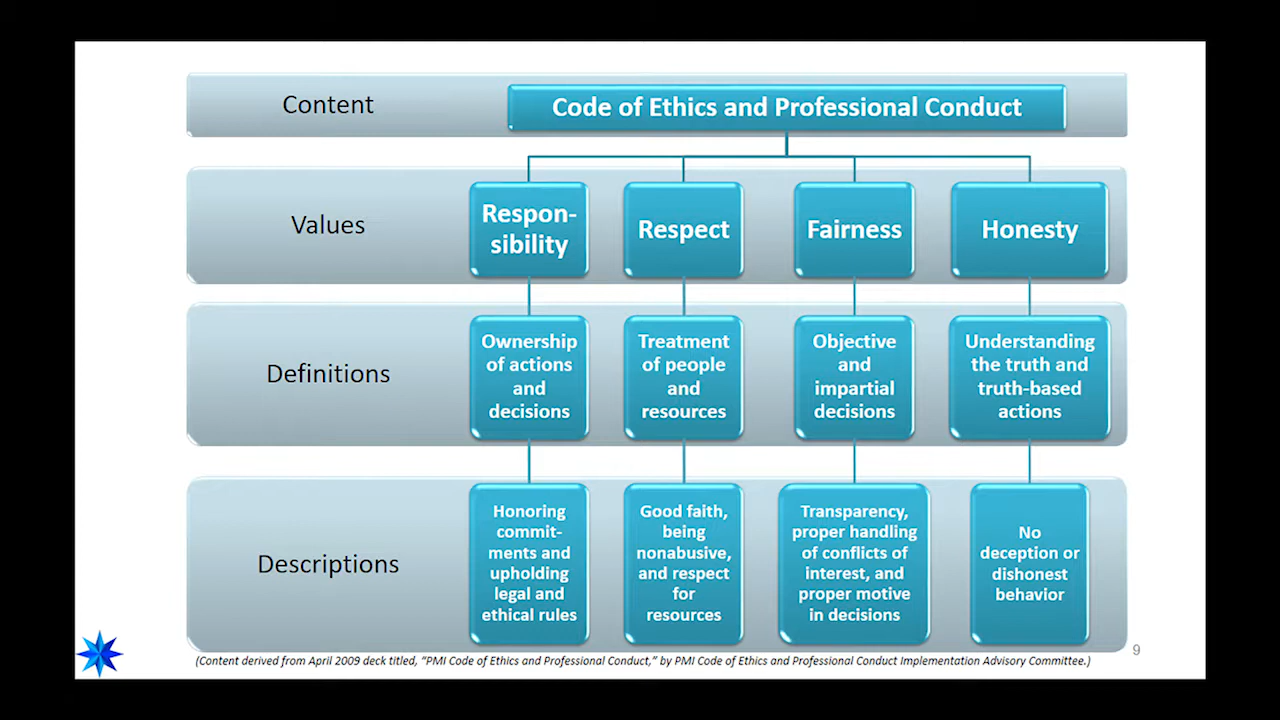 Content
Code of Ethics and Professional Conduct
Values
Respon-
sibility
Respect
Fairness
Honesty
Definitions
Ownership
of actions
and
decisions
Treatment
of people
and
resources
Objective
and
impartial
decisions
Understanding
the truth and
truth-based
actions
Descriptions
Honoring
commit-
ments and
upholding
legal and
ethical rules
Good faith,
being
nonabusive,
and respect
for
resources
Transparency,
proper handling
of conflicts of
interest, and
proper motive
in decisions
No
deception or
dishonest
behavior
9
(Content derived from April 2009 deck titled, “PMI Code of Ethics and Professional Conduct,” by PMI Code of Ethics and Professional Conduct Implementation Advisory Committee.)